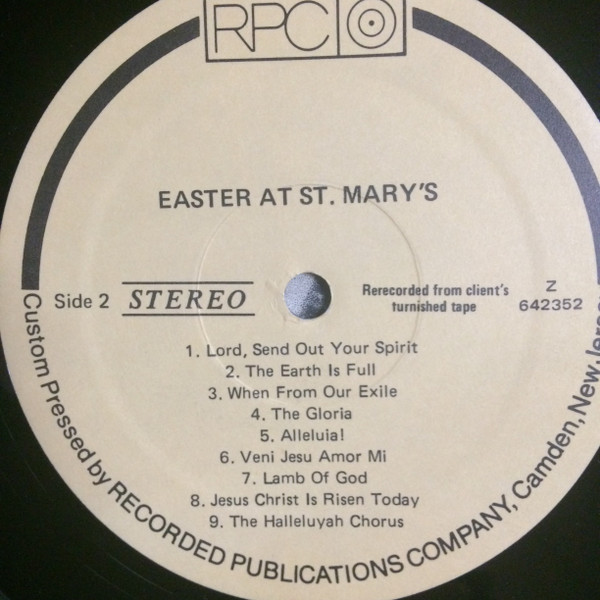 RPC
EASTER AT ST. MARY'S
Side 2
STEREO
Rerecorded from client's
turnished tape
Z
642352
1. Lord, Send Out Your Spirit
2. The Earth Is Full
3. When From Our Exile
4. The Gloria
5. Alleluia!
6. Veni Jesu Amor Mi
7. Lamb Of God
8. Jesus Christ Is Risen Today
9. The Halleluyah Chorus
Custom Pressed by RECORDED PUBLICATIONS COMPANY, Camden, New Jersey